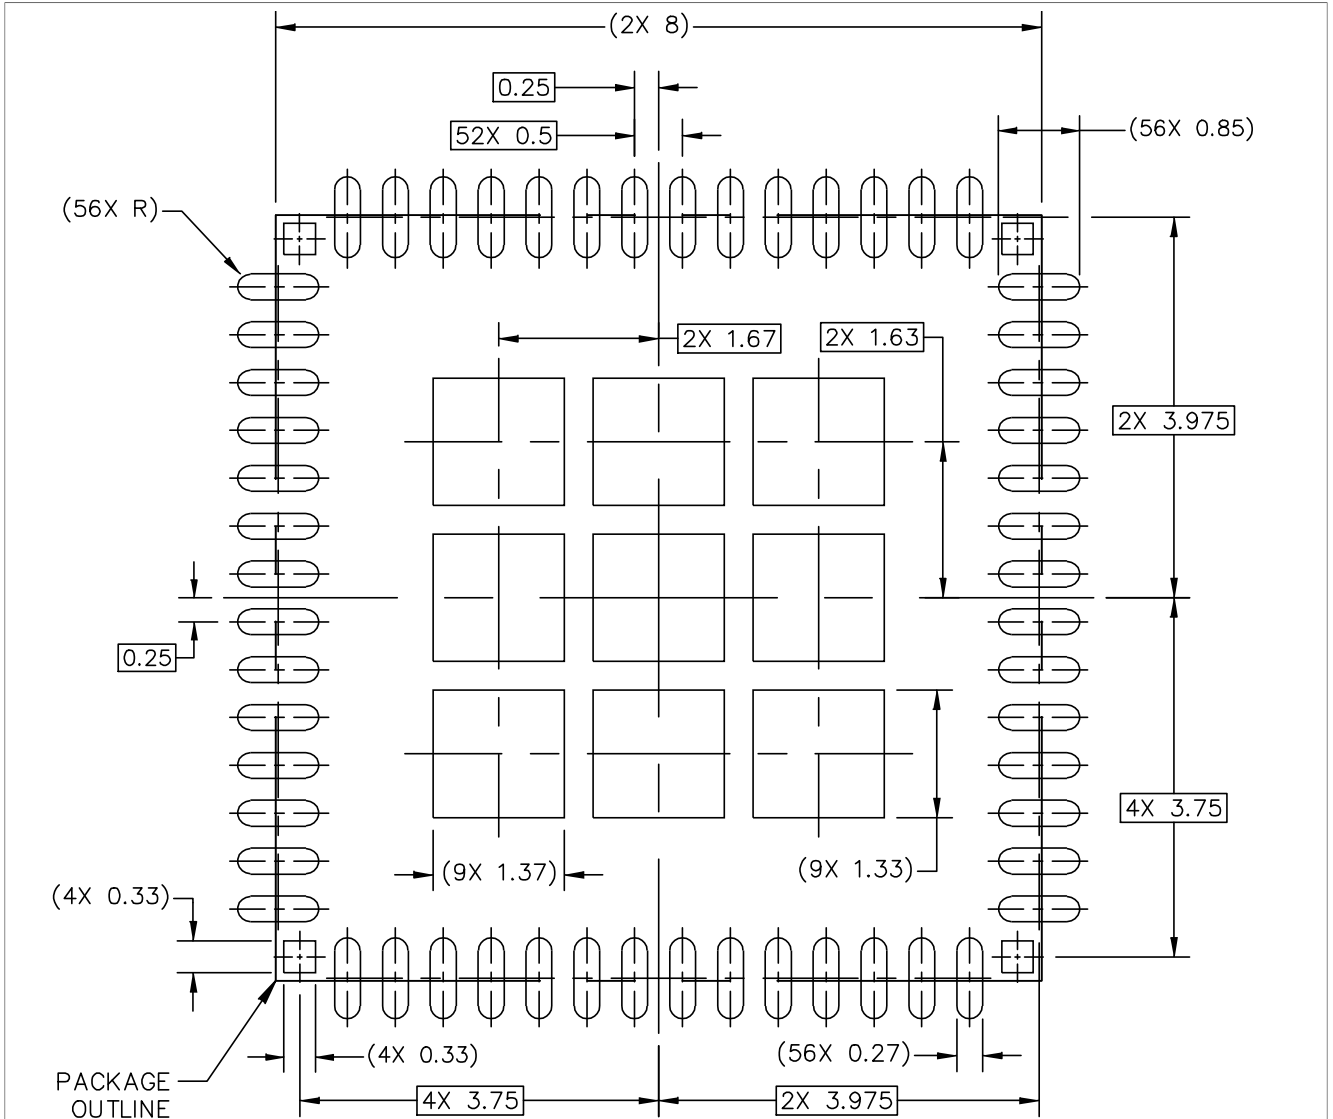 (2X 8)
0.25
52X 0.5
(56X 0.85)
(56X R)
2X 1.67
2X 1.63
2X 3.975
0.25
4X 3.75
(9X 1.37)
(9X 1.33)
(4X 0.33)
(4X 0.33)
(56X 0.27)
PACKAGE
OUTLINE
4X 3.75
2X 3.975